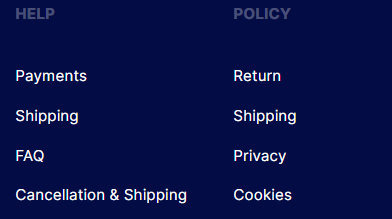 HELP
Payments
Shipping
FAQ
Cancellation & Shipping
POLICY
Return
Shipping
Privacy
Cookies